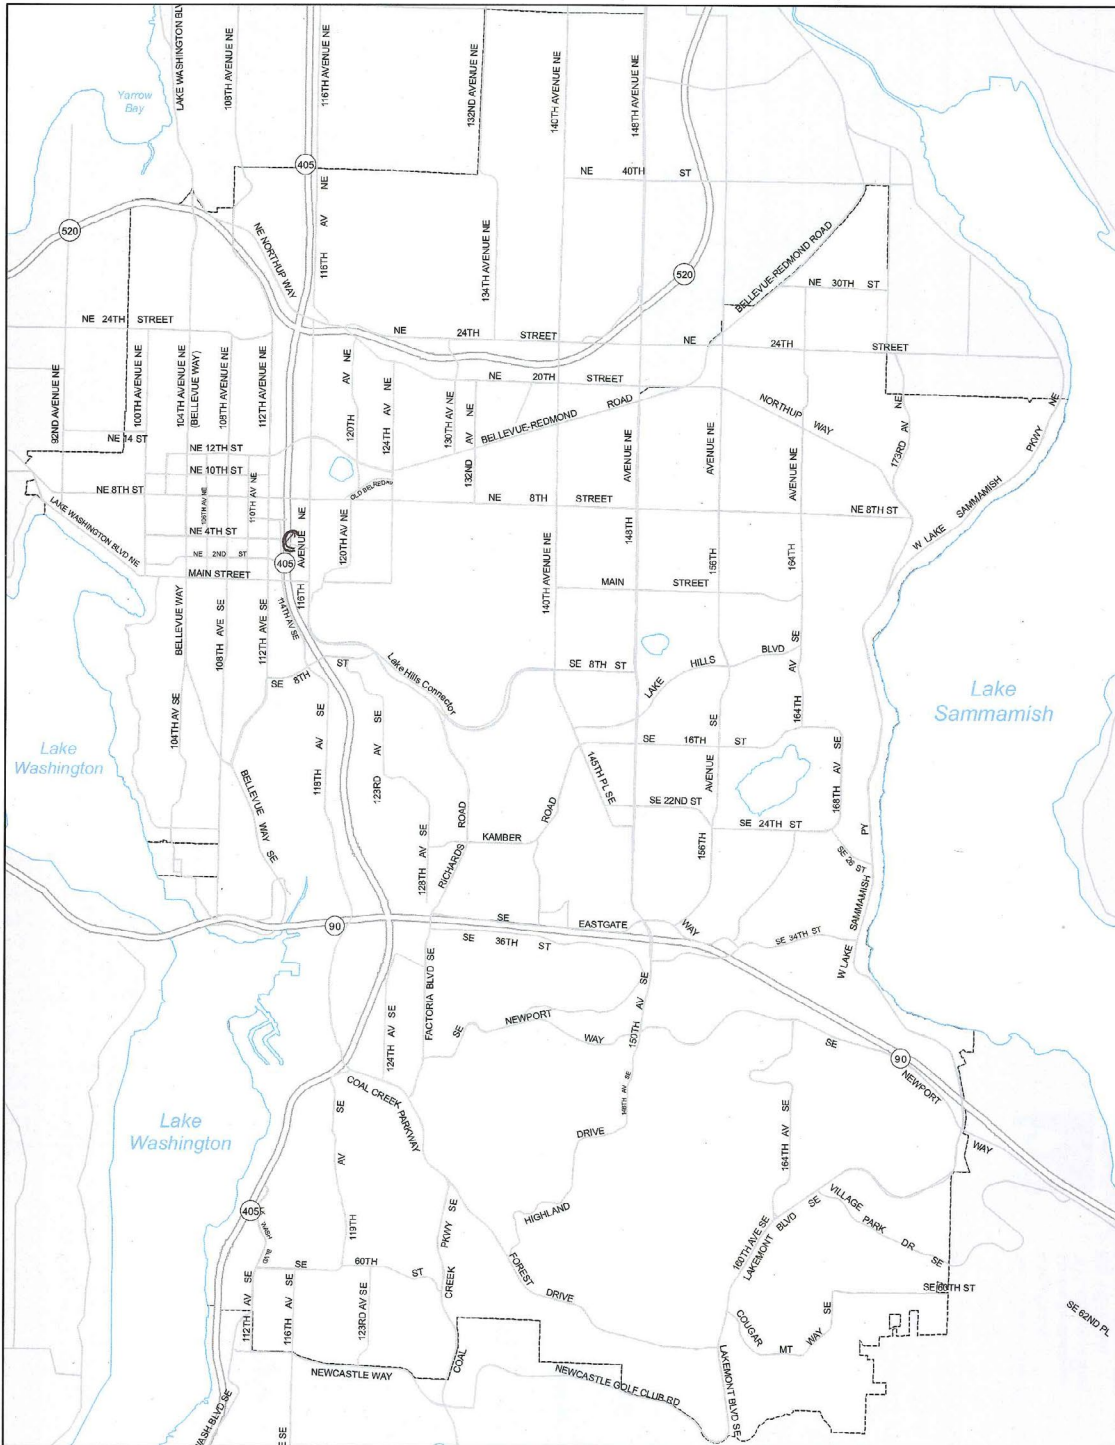 LAKE WASHINGTON BLV
108TH AVENUE NE
116TH AVENUE NE
132ND AVENUE NE
140TH AVENUE NE
148TH AVENUE NE
Yarrow
Bay
405
NE 40TH ST
520
NE NORTHUP WAY
116TH AV NE
134TH AVENUE NE
520
BELLEVUE-REDMOND ROAD
NE 30TH ST
NE 24TH STREET
NE 24TH STREET
NE 24TH STREET
92ND AVENUE NE
100TH AVENUE NE
104TH AVENUE NE
(BELLEVUE WAY)
108TH AVENUE NE
112TH AVENUE NE
120TH AV NE
124TH AV NE
130TH AV NE
132ND AV NE
NE 20TH STREET
BELLEVUE-REDMOND ROAD
NORTHUP WAY
173RD AV NE
W LAKE SAMMAMISH PKWY NE
NE 14 ST
NE 12TH ST
NE 10TH ST
NE 8TH ST
NE 8TH STREET
NE 8TH ST
OLD BELRED RD
106TH AV NE
110TH AV NE
LAKE WASHINGTON BLVD NE
NE 4TH ST
NE 2ND ST
405
MAIN STREET
116TH AVENUE NE
120TH AV NE
140TH AVENUE NE
148TH AVENUE NE
156TH AVENUE NE
164TH AVENUE NE
MAIN STREET
BELLEVUE WAY
108TH AVE SE
112TH AVE SE
114TH AV SE
SE 8TH ST
Lake Hills Connector
SE 8TH ST
LAKE HILLS BLVD
164TH AV SE
Lake
Sammamish
104TH AV SE
118TH AV SE
123RD AV SE
SE 16TH ST
Lake
Washington
BELLEVUE WAY SE
145TH PL SE
156TH AVENUE SE
168TH AV SE
SE 22ND ST
SE 24TH ST
SE 26 ST
128TH AV SE
RICHARDS ROAD
KAMBER ROAD
W LAKE SAMMAMISH PY
90
SE EASTGATE WAY
SE 36TH ST
SE 34TH ST
FACTORIA BLVD SE
124TH AV SE
SE NEWPORT WAY
150TH AV SE
SE NEWPORT WAY
90
COAL CREEK PARKWAY
148TH AV SE
HIGHLAND DRIVE
164TH AV SE
Lake
Washington
119TH AV SE
405
COAL CREEK PKWY SE
FOREST DRIVE
160TH AVE SE
LAKEMONT BLVD SE
VILLAGE PARK DR SE
SE 60TH ST
112TH AV SE
116TH AV SE
123RD AV SE
COUGAR MT WAY SE
SE 62ND PL
NEWCASTLE WAY
NEWCASTLE GOLF CLUB RD
LAKEMONT BLVD SE
WASH BLVD SE
E SE